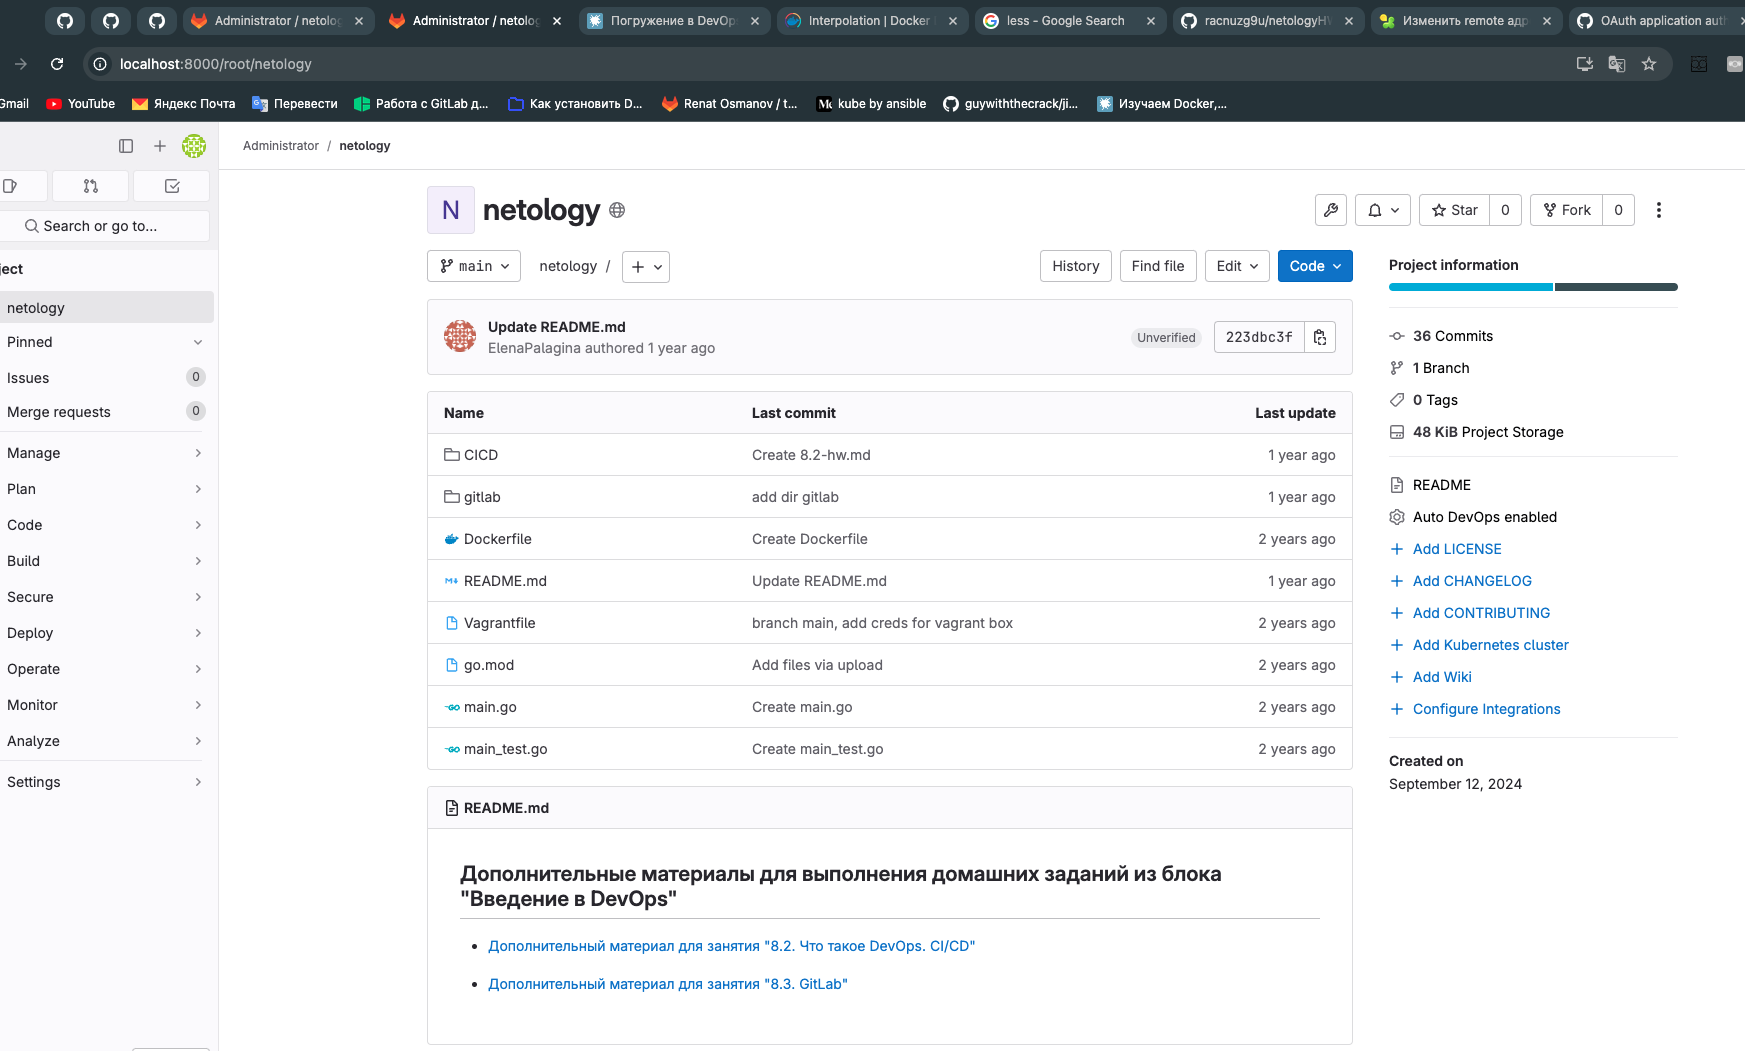 Administrator / netolog
Administrator / netolog
Погружение в DevOp
Interpolation | Docker
less - Google Search
racnuzg9u/netologyHW
Изменить remote адр
OAuth application aut
localhost:8000/root/netology
Gmail
YouTube
Яндекс Почта
Перевести
Работа с GitLab д...
Как установить D...
Renat Osmanov / t...
kube by ansible
guywiththecrack/ji...
Изучаем Docker,...
Administrator / netology
Search or go to...
ject
netology
Pinned
Issues 0
Merge requests 0
Manage
Plan
Code
Build
Secure
Deploy
Operate
Monitor
Analyze
Settings
N netology
Star 0
Fork 0
main
netology /
History
Find file
Edit
Code
Update README.md
ElenaPalagina authored 1 year ago
Unverified
223dbc3f
Name Last commit Last update
CICD Create 8.2-hw.md 1 year ago
gitlab add dir gitlab 1 year ago
Dockerfile Create Dockerfile 2 years ago
README.md Update README.md 1 year ago
Vagrantfile branch main, add creds for vagrant box 2 years ago
go.mod Add files via upload 2 years ago
main.go Create main.go 2 years ago
main_test.go Create main_test.go 2 years ago
README.md
Дополнительные материалы для выполнения домашних заданий из блока
"Введение в DevOps"
Дополнительный материал для занятия "8.2. Что такое DevOps. CI/CD"
Дополнительный материал для занятия "8.3. GitLab"
Project information
36 Commits
1 Branch
0 Tags
48 KiB Project Storage
README
Auto DevOps enabled
Add LICENSE
Add CHANGELOG
Add CONTRIBUTING
Add Kubernetes cluster
Add Wiki
Configure Integrations
Created on
September 12, 2024